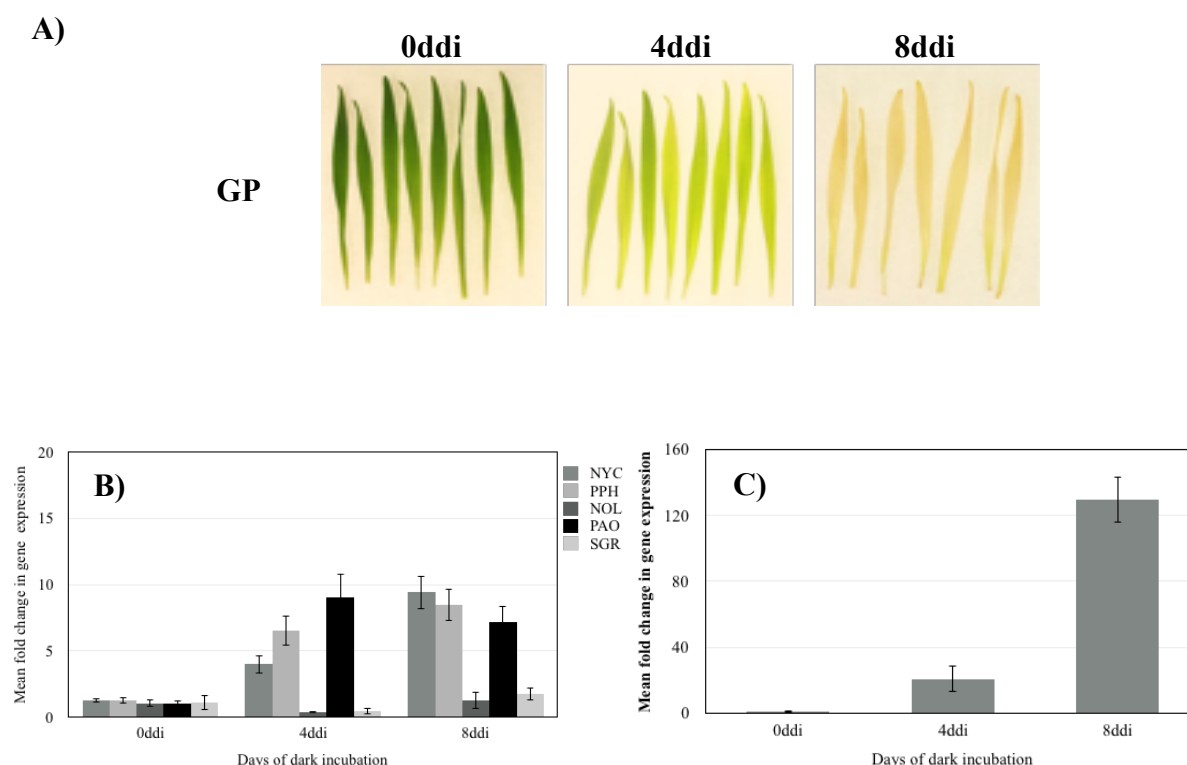 A)
0ddi 4ddi 8ddi
GP
B)
Mean fold change in gene expression
20
15
10
5
0
0ddi 4ddi 8ddi
Days of dark incubation
NYC
PPH
NOL
PAO
SGR
C)
Mean fold change in gene expression
160
120
80
40
0
0ddi 4ddi 8ddi
Days of dark incubation